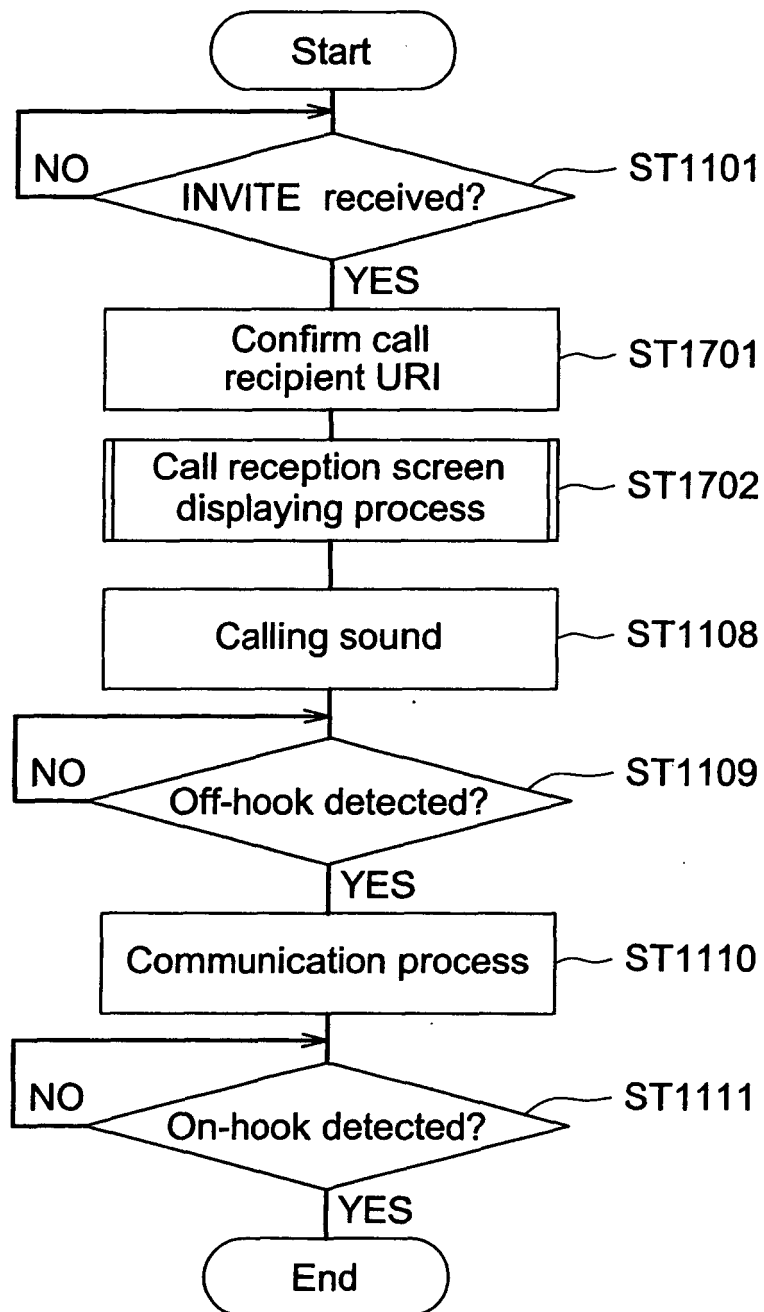 Start
NO
INVITE received?
ST1101
YES
Confirm call
recipient URI
ST1701
Call reception screen
displaying process
ST1702
Calling sound
ST1108
NO
Off-hook detected?
ST1109
YES
Communication process
ST1110
NO
On-hook detected?
ST1111
YES
End